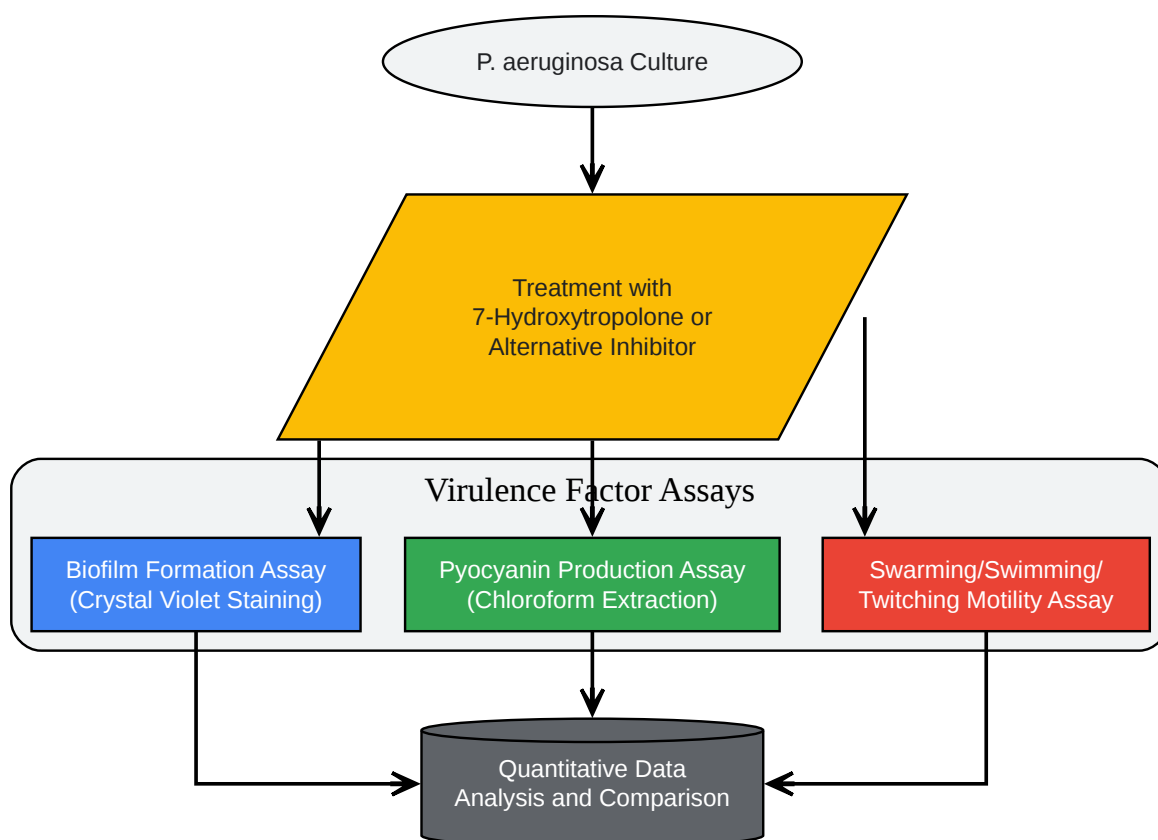 P. aeruginosa Culture
Treatment with
7-Hydroxytropolone or
Alternative Inhibitor
Virulence Factor Assays
Biofilm Formation Assay
(Crystal Violet Staining)
Pyocyanin Production Assay
(Chloroform Extraction)
Swarming/Swimming/
Twitching Motility Assay
Quantitative Data
Analysis and Comparison